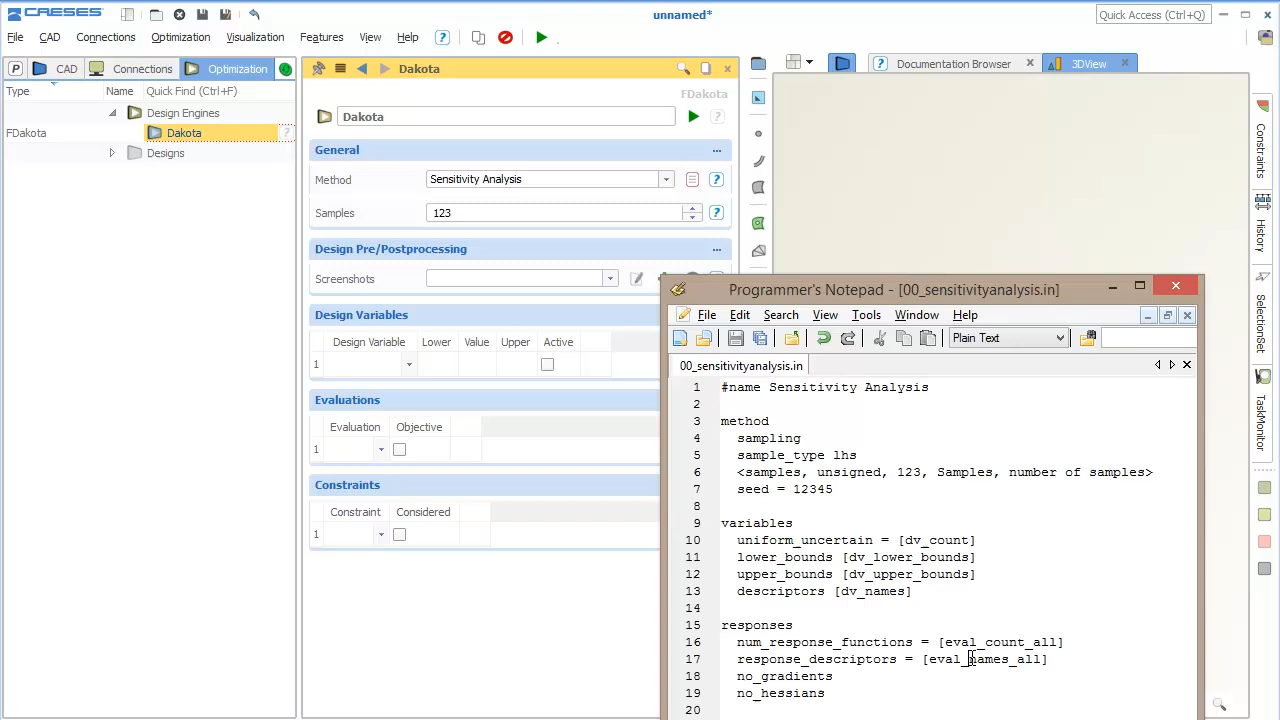 CAESES
unnamed*
Quick Access (Ctrl+Q)
File CAD Connections Optimization Visualization Features View Help
CAD Connections Optimization
Type Name Quick Find (Ctrl+F)
Design Engines
FDakota Dakota
Designs
Dakota
FDakota
Dakota
General
Method Sensitivity Analysis
Samples 123
Design Pre/Postprocessing
Screenshots
Design Variables
Design Variable Lower Value Upper Active
1
Evaluations
Evaluation Objective
1
Constraints
Constraint Considered
1
Documentation Browser 3DView
Constraints
History
SelectionSet
TaskMonitor
Programmer's Notepad - [00_sensitivityanalysis.in]
File Edit Search View Tools Window Help
Plain Text
00_sensitivityanalysis.in
1 #name Sensitivity Analysis
2
3 method
4 sampling
5 sample_type lhs
6 <samples, unsigned, 123, Samples, number of samples>
7 seed = 12345
8
9 variables
10 uniform_uncertain = [dv_count]
11 lower_bounds [dv_lower_bounds]
12 upper_bounds [dv_upper_bounds]
13 descriptors [dv_names]
14
15 responses
16 num_response_functions = [eval_count_all]
17 response_descriptors = [eval_names_all]
18 no_gradients
19 no_hessians
20